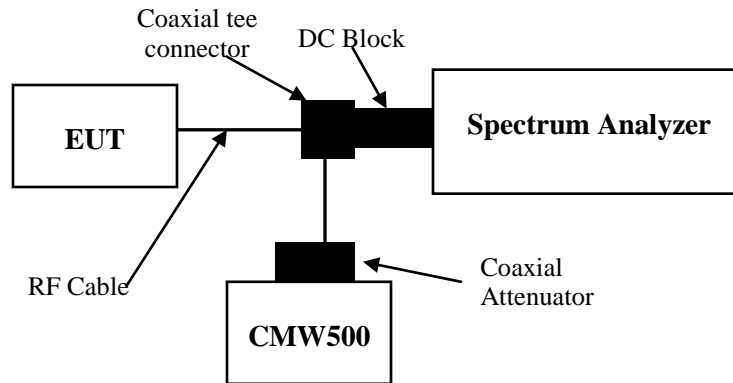 Coaxial tee
connector
DC Block
EUT
Spectrum Analyzer
RF Cable
Coaxial
Attenuator
CMW500